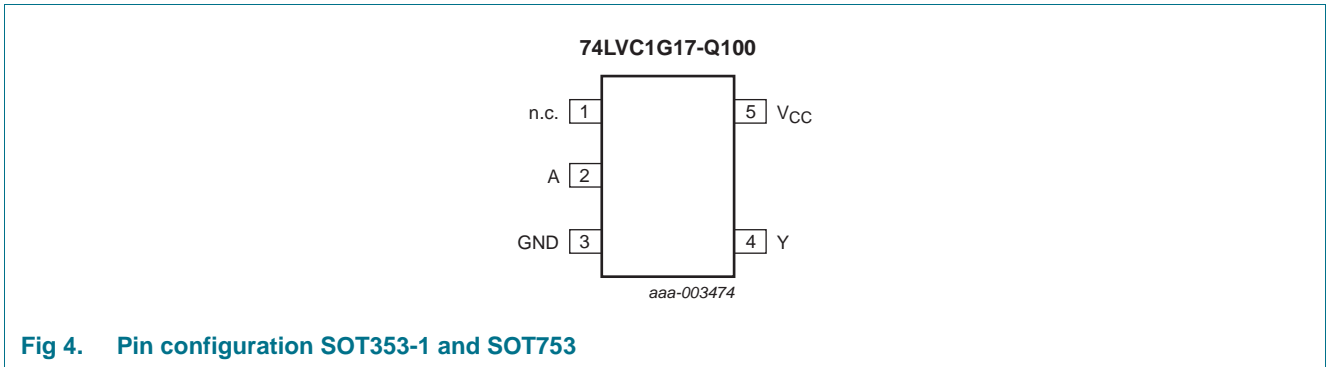 74LVC1G17-Q100
n.c. 1
5 VCC
A 2
GND 3
4 Y
aaa-003474
Fig 4. Pin configuration SOT353-1 and SOT753